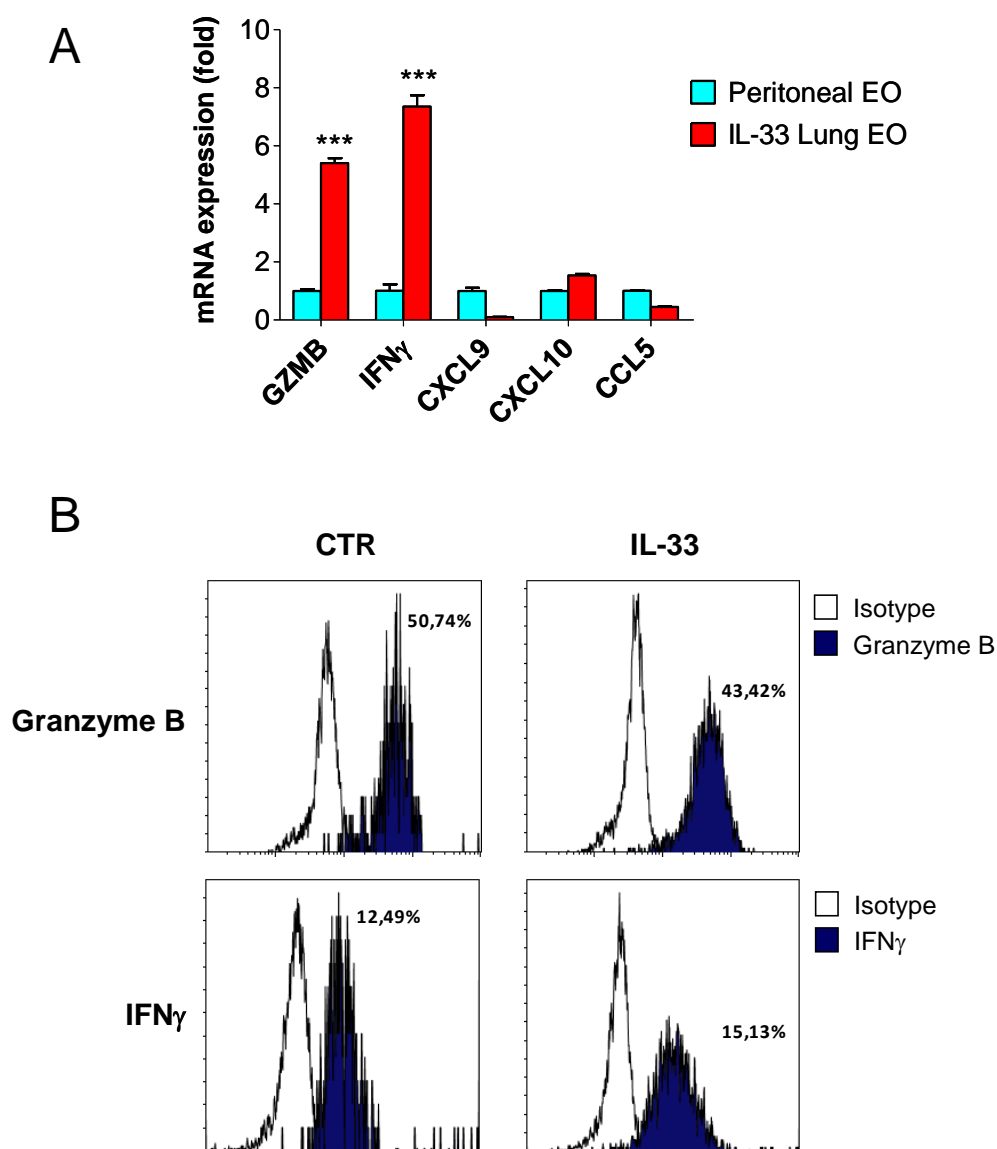 A
mRNA expression (fold)
10
8
6
4
2
0
***
***
GZMB
IFNγ
CXCL9
CXCL10
CCL5
Peritoneal EO
IL-33 Lung EO
B
CTR
IL-33
Granzyme B
50,74%
43,42%
Isotype
Granzyme B
IFNγ
12,49%
15,13%
Isotype
IFNγ